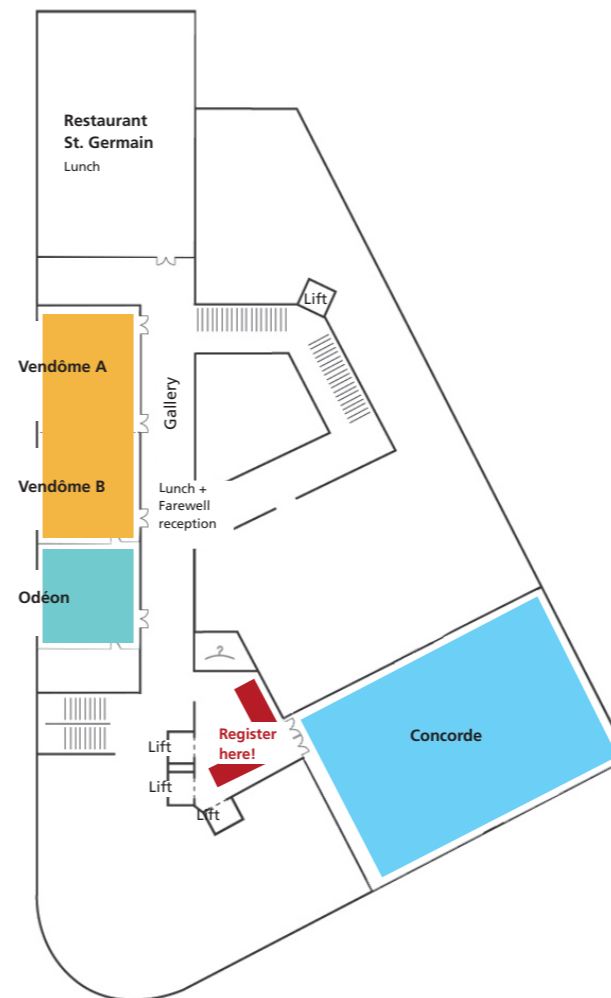 Restaurant
St. Germain
Lunch
Lift
Vendôme A
Gallery
Vendôme B
Lunch +
Farewell
reception
Odéon
Register
here!
Concorde
Lift
Lift
Lift